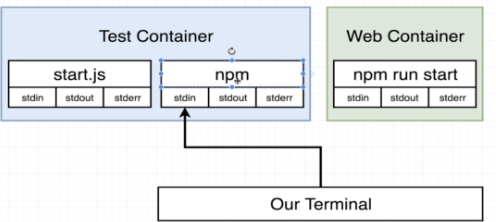 Test Container
start.js
stdin stdout stderr
npm
stdin stdout stderr
Web Container
npm run start
stdin stdout stderr
Our Terminal